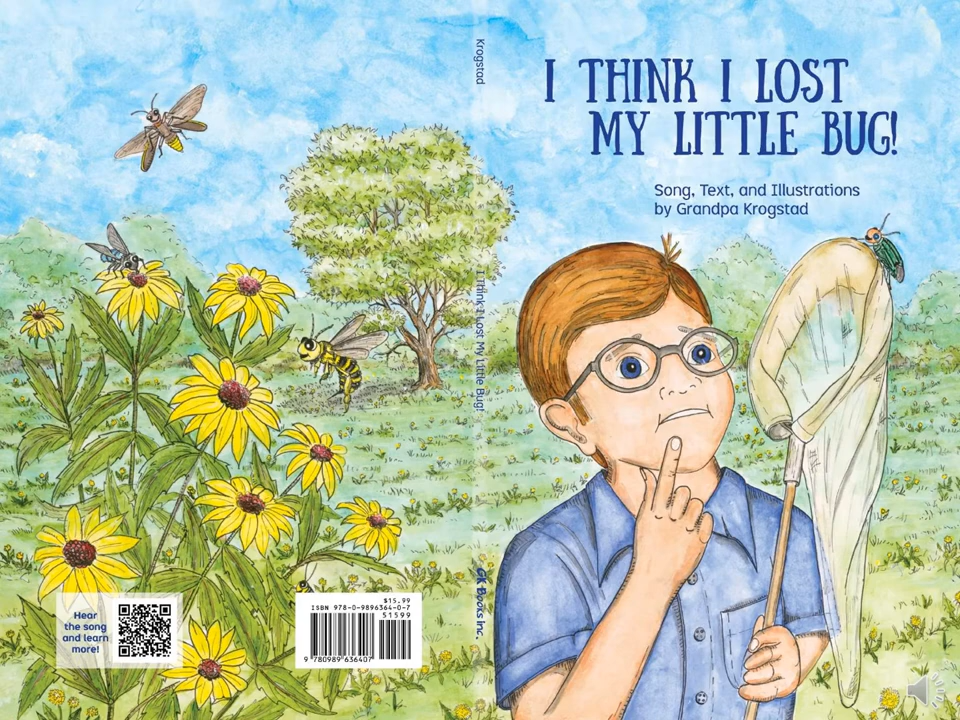 I THINK I LOST
MY LITTLE BUG!
Song, Text, and Illustrations
by Grandpa Krogstad
Krogstad
I Think I Lost My Little Bug!
GK Books Inc.
Hear
the song
and learn
more!
$15.99
ISBN 978-0-9896364-0-7
51599
9 780989 636407